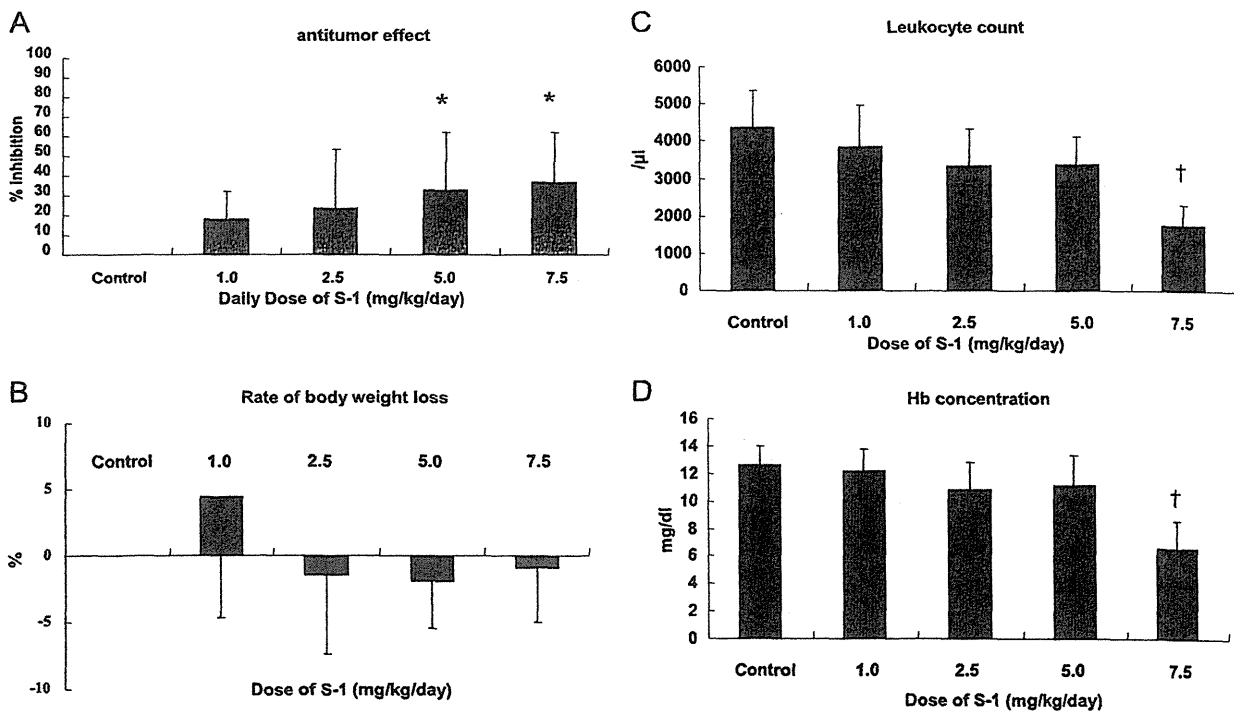 A
antitumor effect
100
90
80
70
60
50
40
30
20
10
0
% Inhibition
* *
Control 1.0 2.5 5.0 7.5
Daily Dose of S-1 (mg/kg/day)
B
Rate of body weight loss
10
5
0
-5
-10
%
Control 1.0 2.5 5.0 7.5
Dose of S-1 (mg/kg/day)
C
Leukocyte count
6000
5000
4000
3000
2000
1000
0
/μl
†
Control 1.0 2.5 5.0 7.5
Dose of S-1 (mg/kg/day)
D
Hb concentration
16
14
12
10
8
6
4
2
0
mg/dl
†
Control 1.0 2.5 5.0 7.5
Dose of S-1 (mg/kg/day)